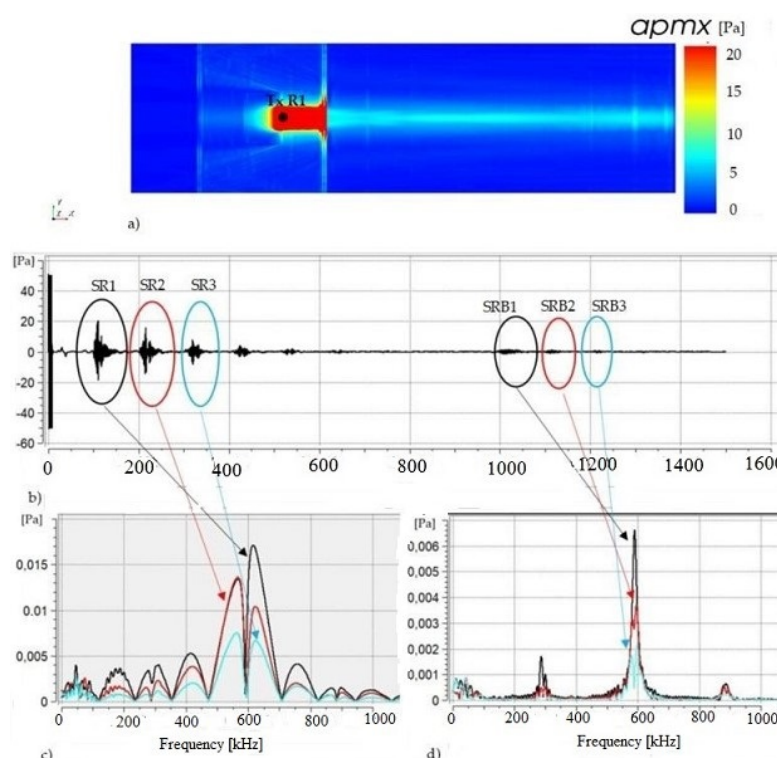 apmx [Pa]
20
15
10
5
0
Tx R1
Y
Z X
a)
[Pa]
60
40
20
0
-20
-40
-60
SR1 SR2 SR3 SRB1 SRB2 SRB3
0 200 400 600 800 1000 1200 1400 1600
b)
[Pa]
0,015
0.01
0,005
0
0 200 400 600 800 1000
Frequency [kHz]
c)
[Pa]
0,006
0,005
0,004
0,003
0,002
0,001
0
0 200 400 600 800 1000
Frequency [kHz]
d)